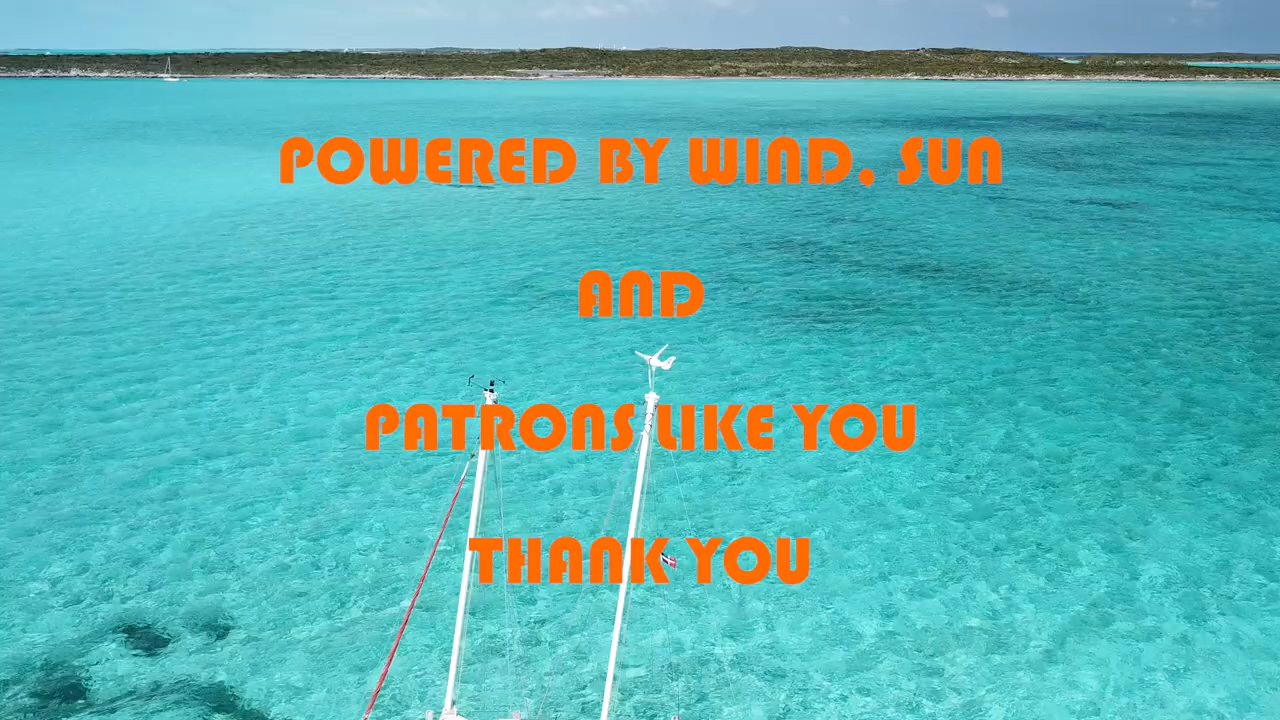 POWERED BY WIND, SUN
AND
PATRONS LIKE YOU
THANK YOU